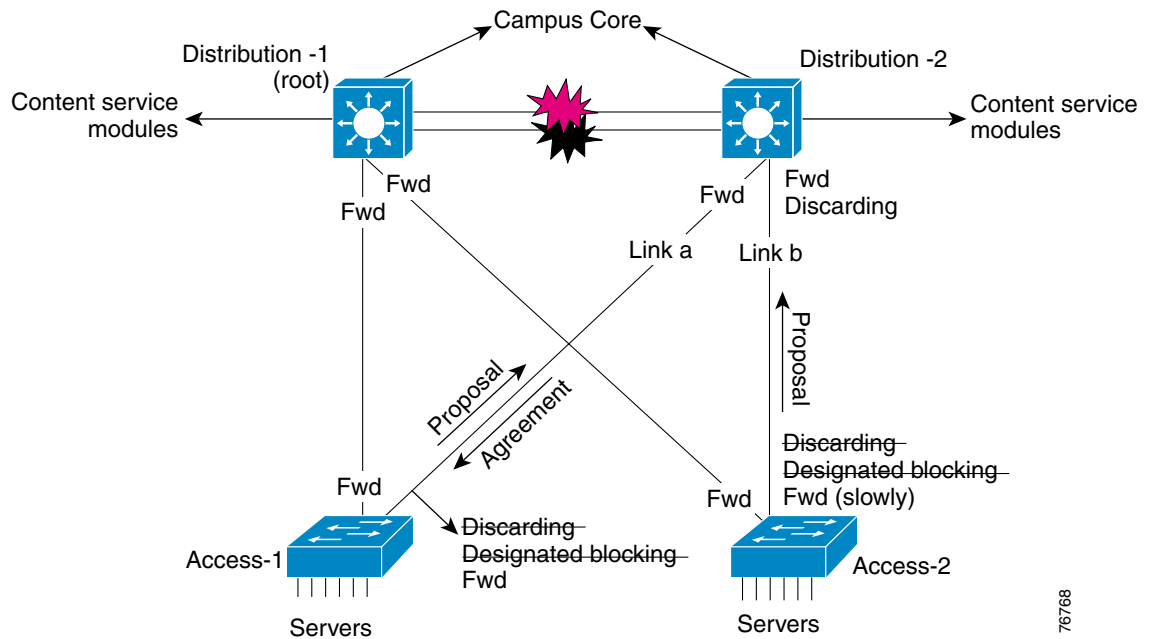 Campus Core
Distribution -1
(root)
Distribution -2
Content service
modules
Content service
modules
Fwd
Fwd
Fwd
Fwd
Discarding
Link a
Link b
Proposal
Agreement
Proposal
Discarding
Designated blocking
Fwd (slowly)
Fwd
Fwd
Discarding
Designated blocking
Fwd
Access-1
Access-2
Servers
Servers
76768